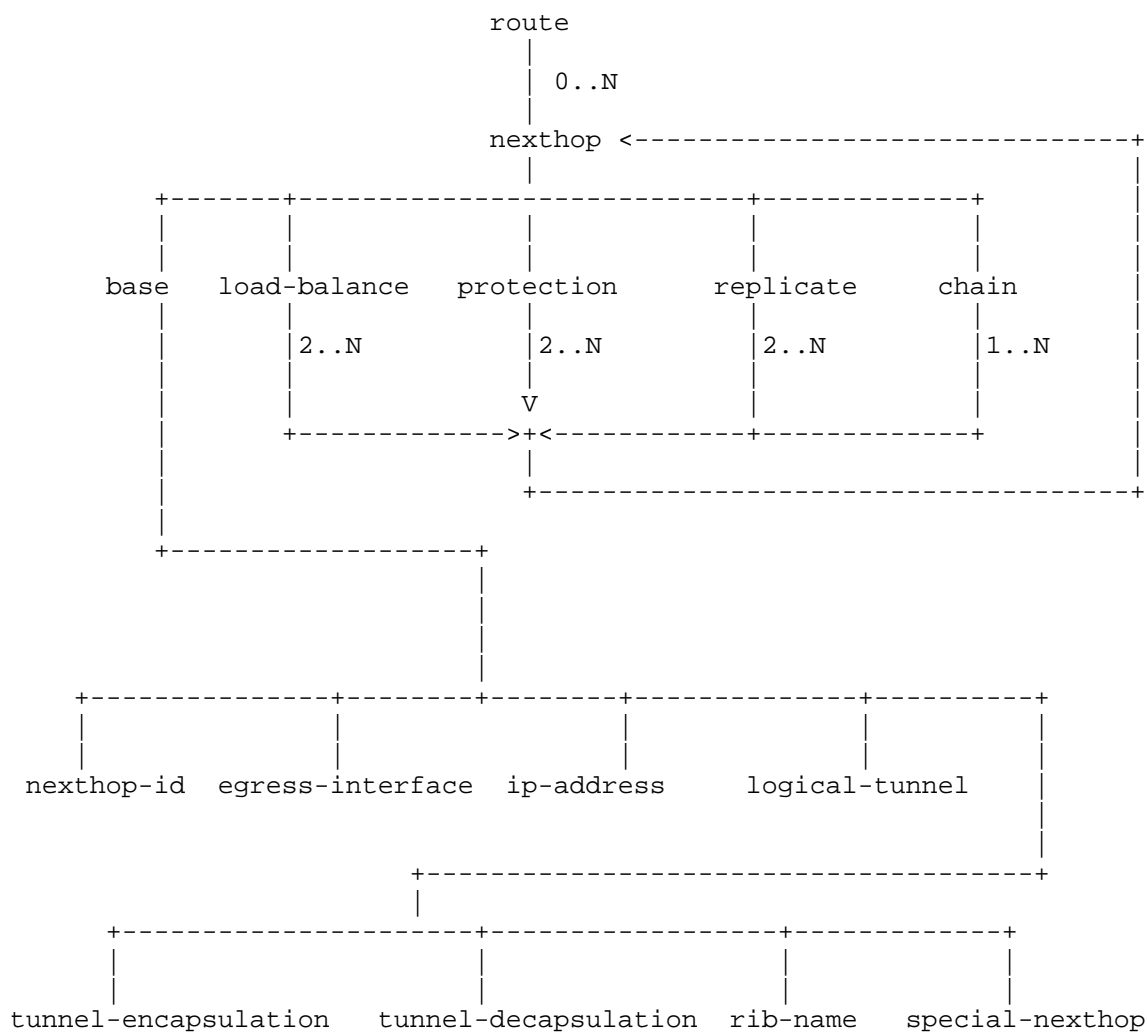 route
0..N
nexthop
base load-balance protection replicate chain
2..N 2..N 2..N 1..N
nexthop-id egress-interface ip-address logical-tunnel
tunnel-encapsulation tunnel-decapsulation rib-name special-nexthop